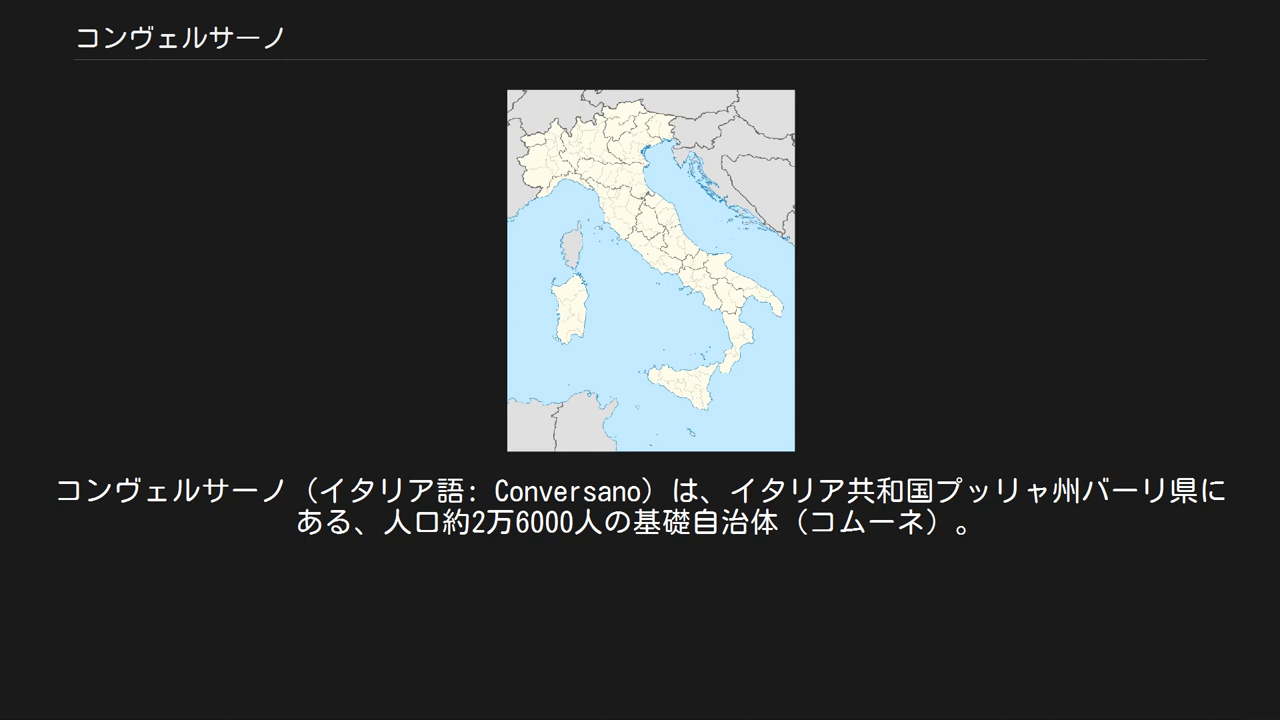 コンヴェルサーノ
コンヴェルサーノ（イタリア語: Conversano）は、イタリア共和国プッリャ州バーリ県に
ある、人口約2万6000人の基礎自治体（コムーネ）。